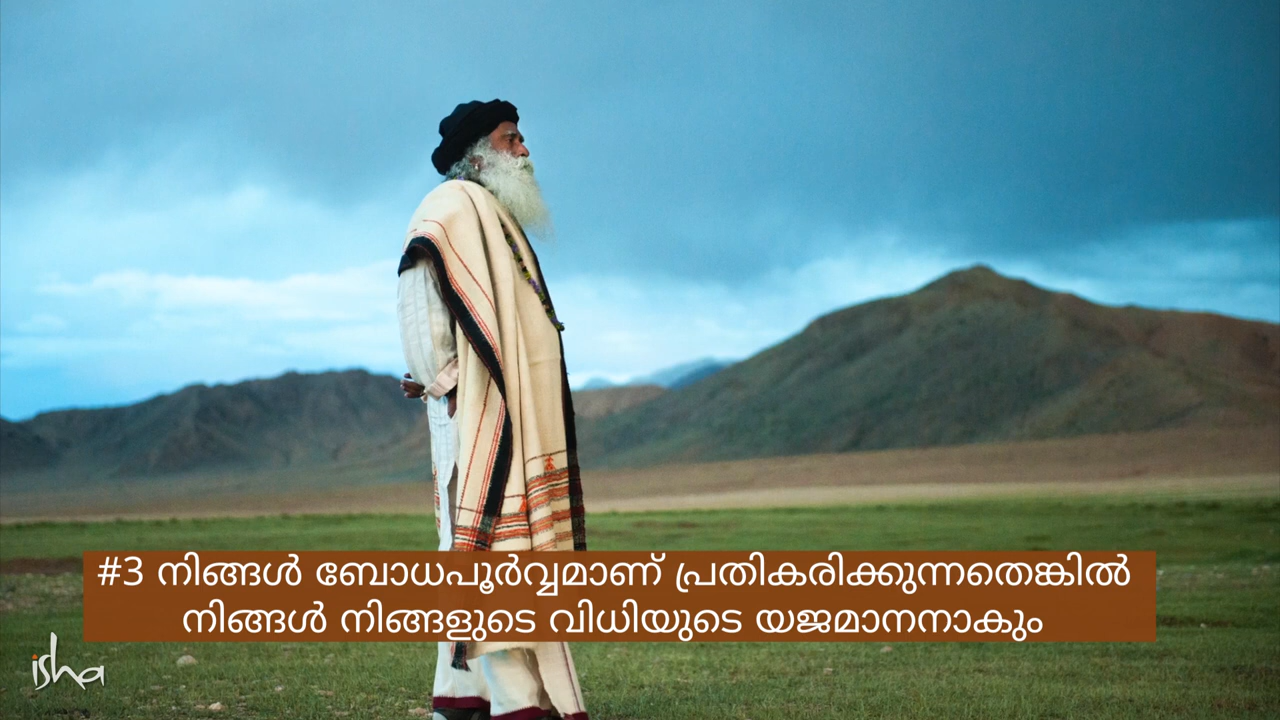 #3 നിങ്ങൾ ബോധപൂർവ്വമാണ് പ്രതികരിക്കുന്നതെങ്കിൽ
നിങ്ങൾ നിങ്ങളുടെ വിധിയുടെ യജമാനനാകും
isha